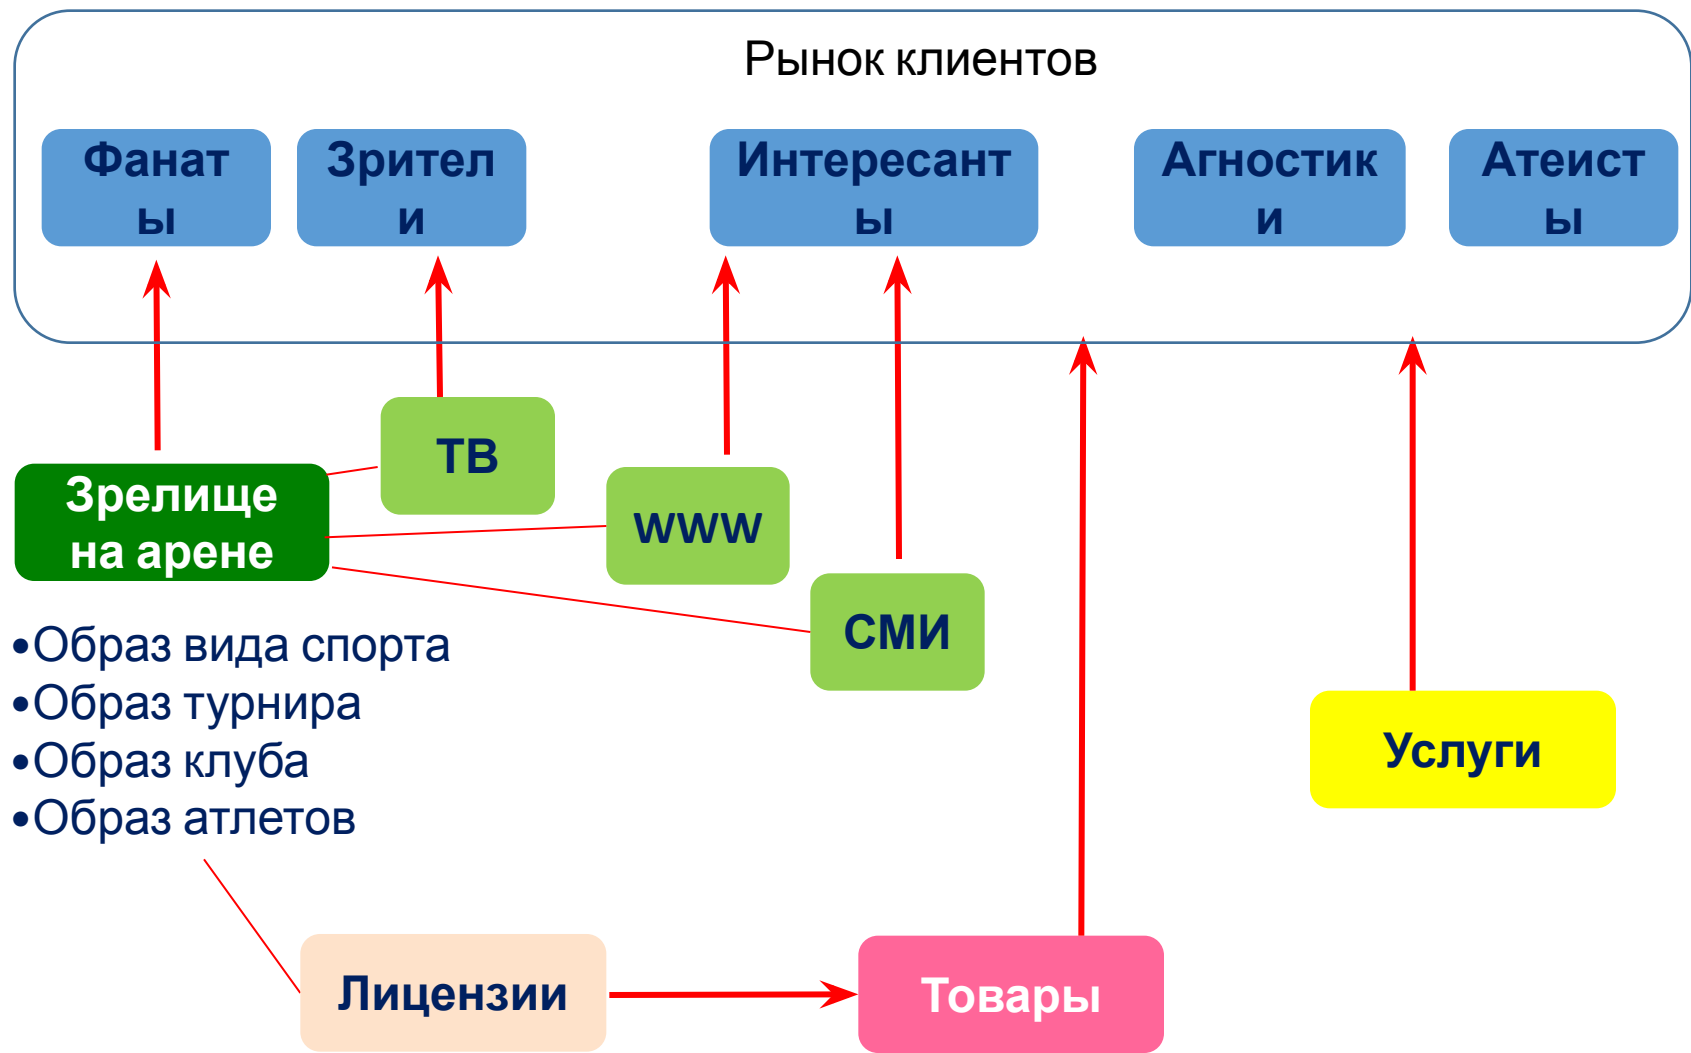 Рынок клиентов
Фанат
ы
Зрител
и
Интересант
ы
Агностик
и
Атеист
ы
ТВ
Зрелище
на арене
www
СМИ
•Образ вида спорта
•Образ турнира
•Образ клуба
•Образ атлетов
Услуги
Лицензии
Товары